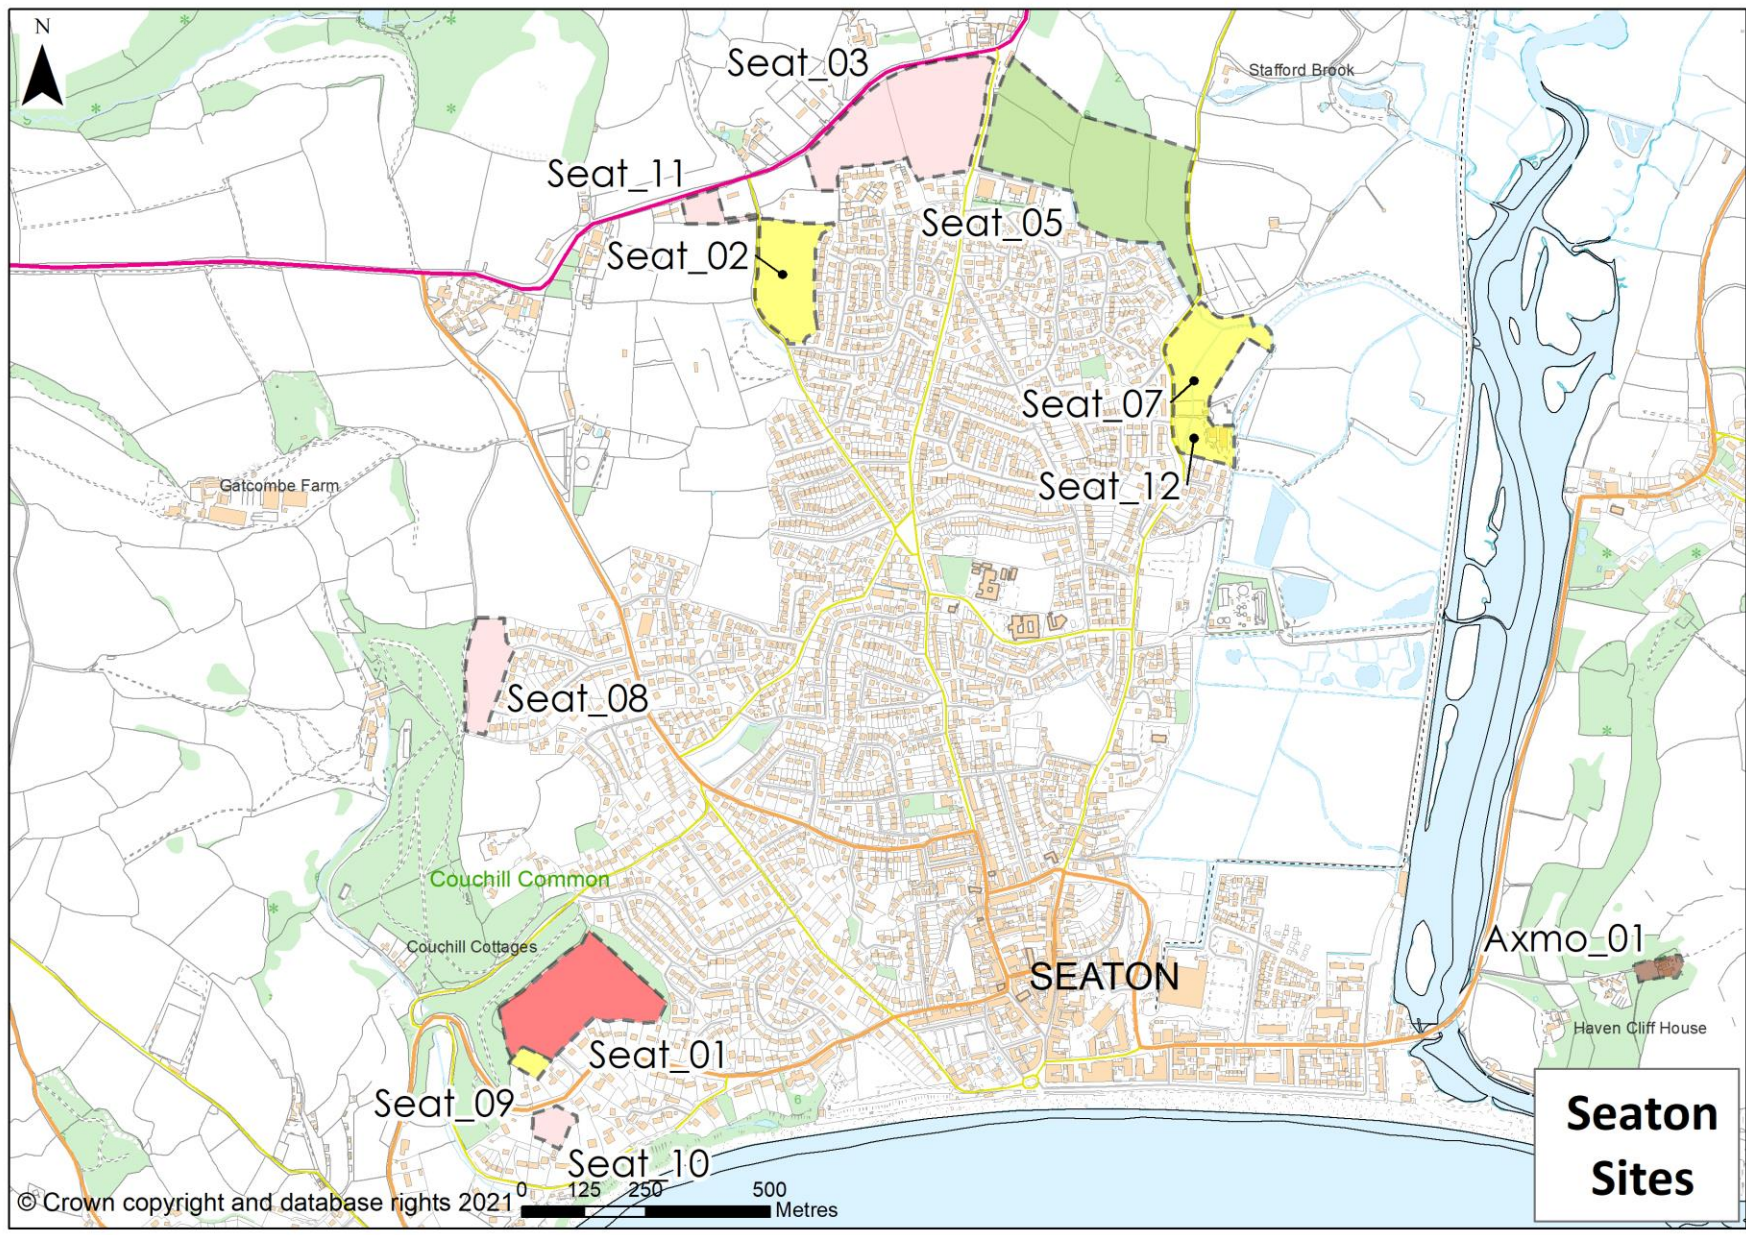 N
Seat_03
Stafford Brook
Seat_11
Seat_05
Seat_02
Seat_07
Seat_12
Gatcombe Farm
Seat_08
Couchill Common
Couchill Cottages
SEATON
Axmo_01
Haven Cliff House
Seat_01
Seat_09
Seat_10
Seaton
Sites
© Crown copyright and database rights 2021
0 125 250 500
Metres